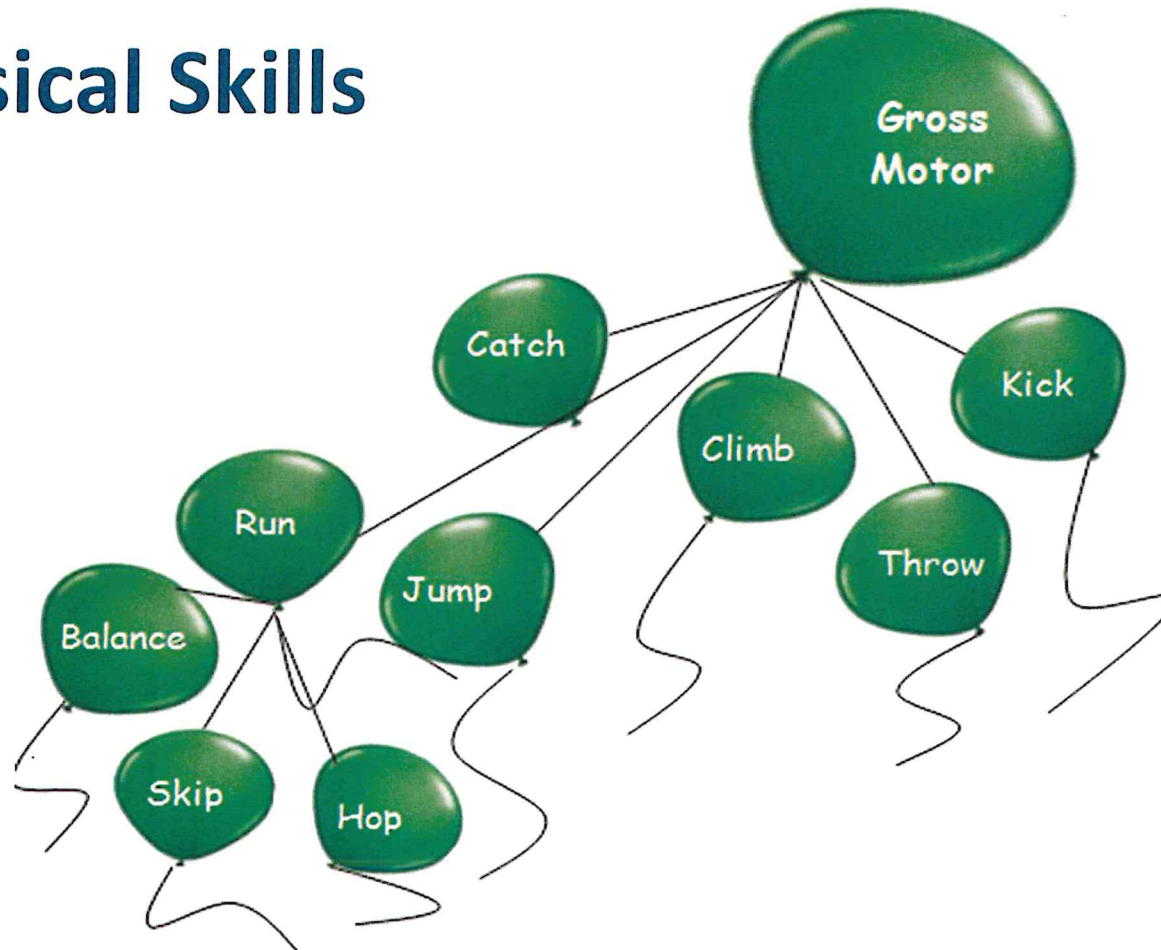 sical Skills
Gross
Motor
Catch
Kick
Climb
Run
Throw
Jump
Balance
Skip
Hop